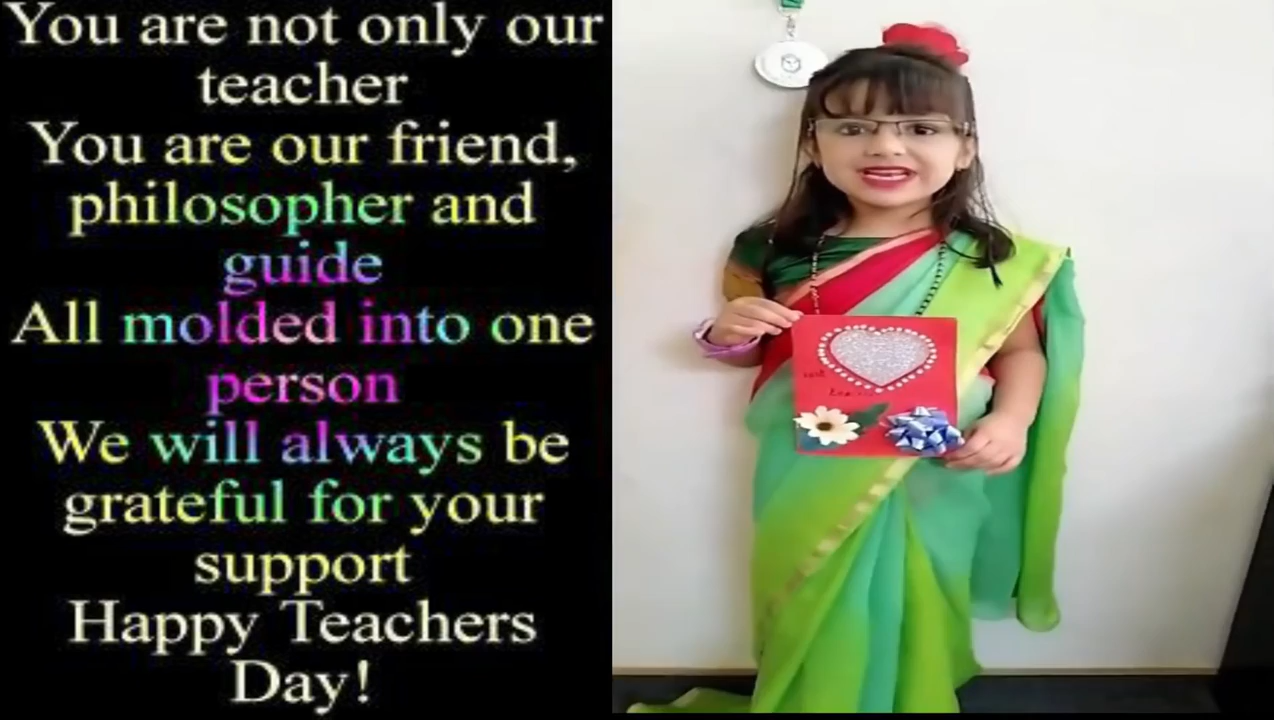 You are not only our
teacher
You are our friend,
philosopher and
guide
All molded into one
person
We will always be
grateful for your
support
Happy Teachers
Day!